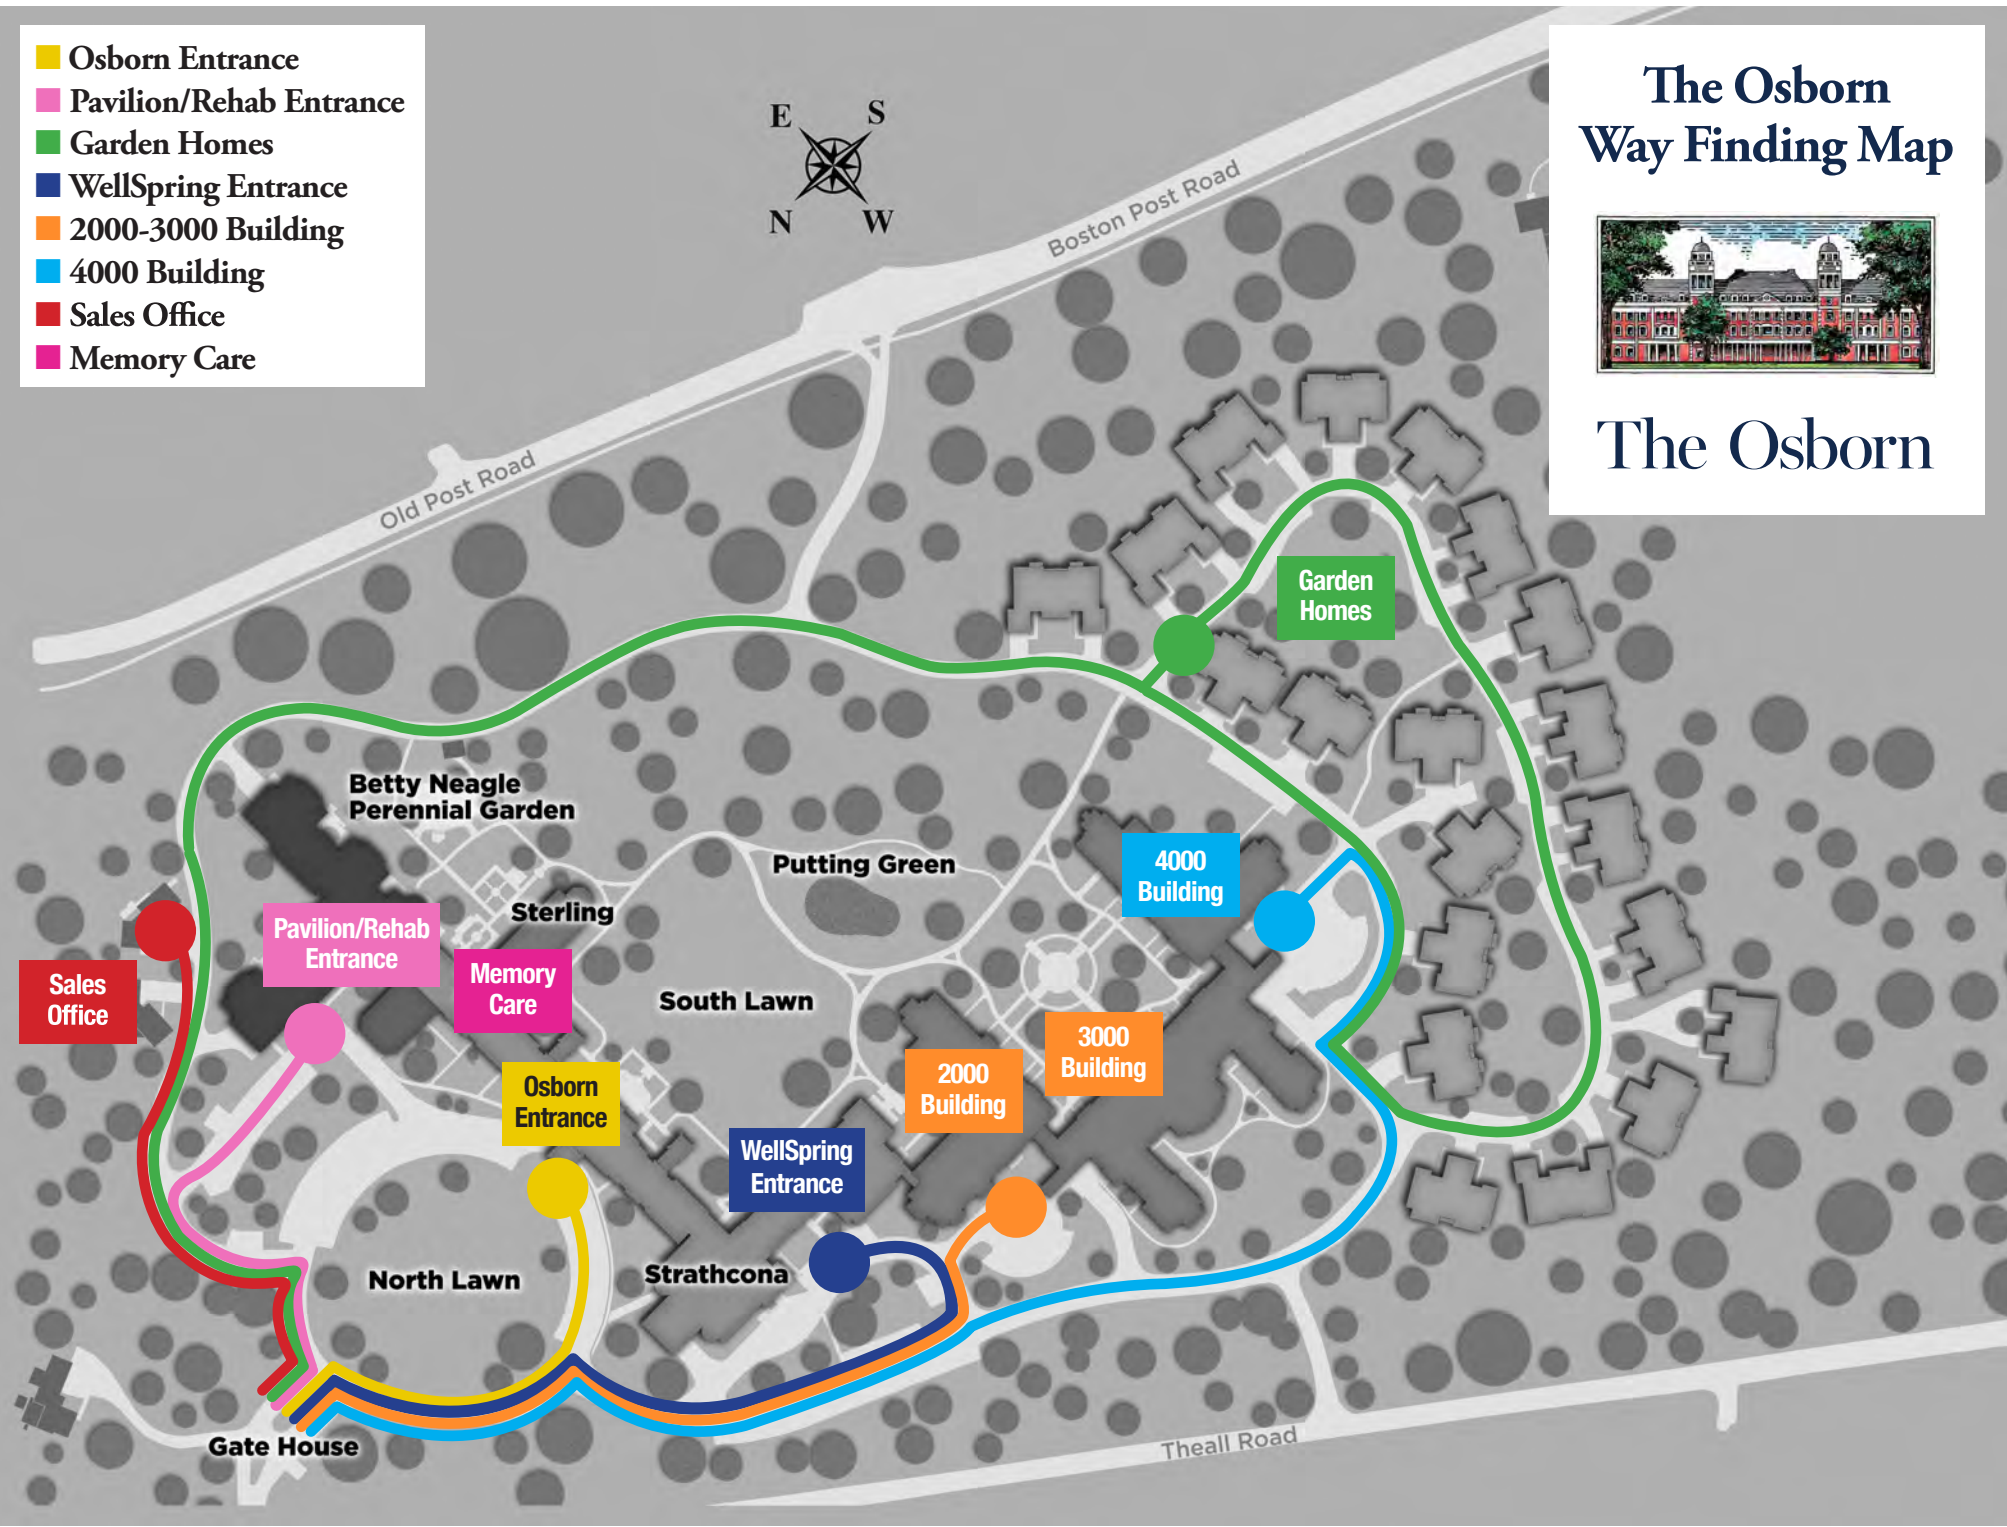 Osborn Entrance
Pavilion/Rehab Entrance
Garden Homes
WellSpring Entrance
2000-3000 Building
4000 Building
Sales Office
Memory Care
E
S
N
W
The Osborn
Way Finding Map
The Osborn
Boston Post Road
Old Post Road
Garden
Homes
Betty Neagle
Perennial Garden
Putting Green
4000
Building
Sterling
Pavilion/Rehab
Entrance
Memory
Care
Sales
Office
South Lawn
3000
Building
2000
Building
Osborn
Entrance
WellSpring
Entrance
North Lawn
Strathcona
Gate House
Theall Road